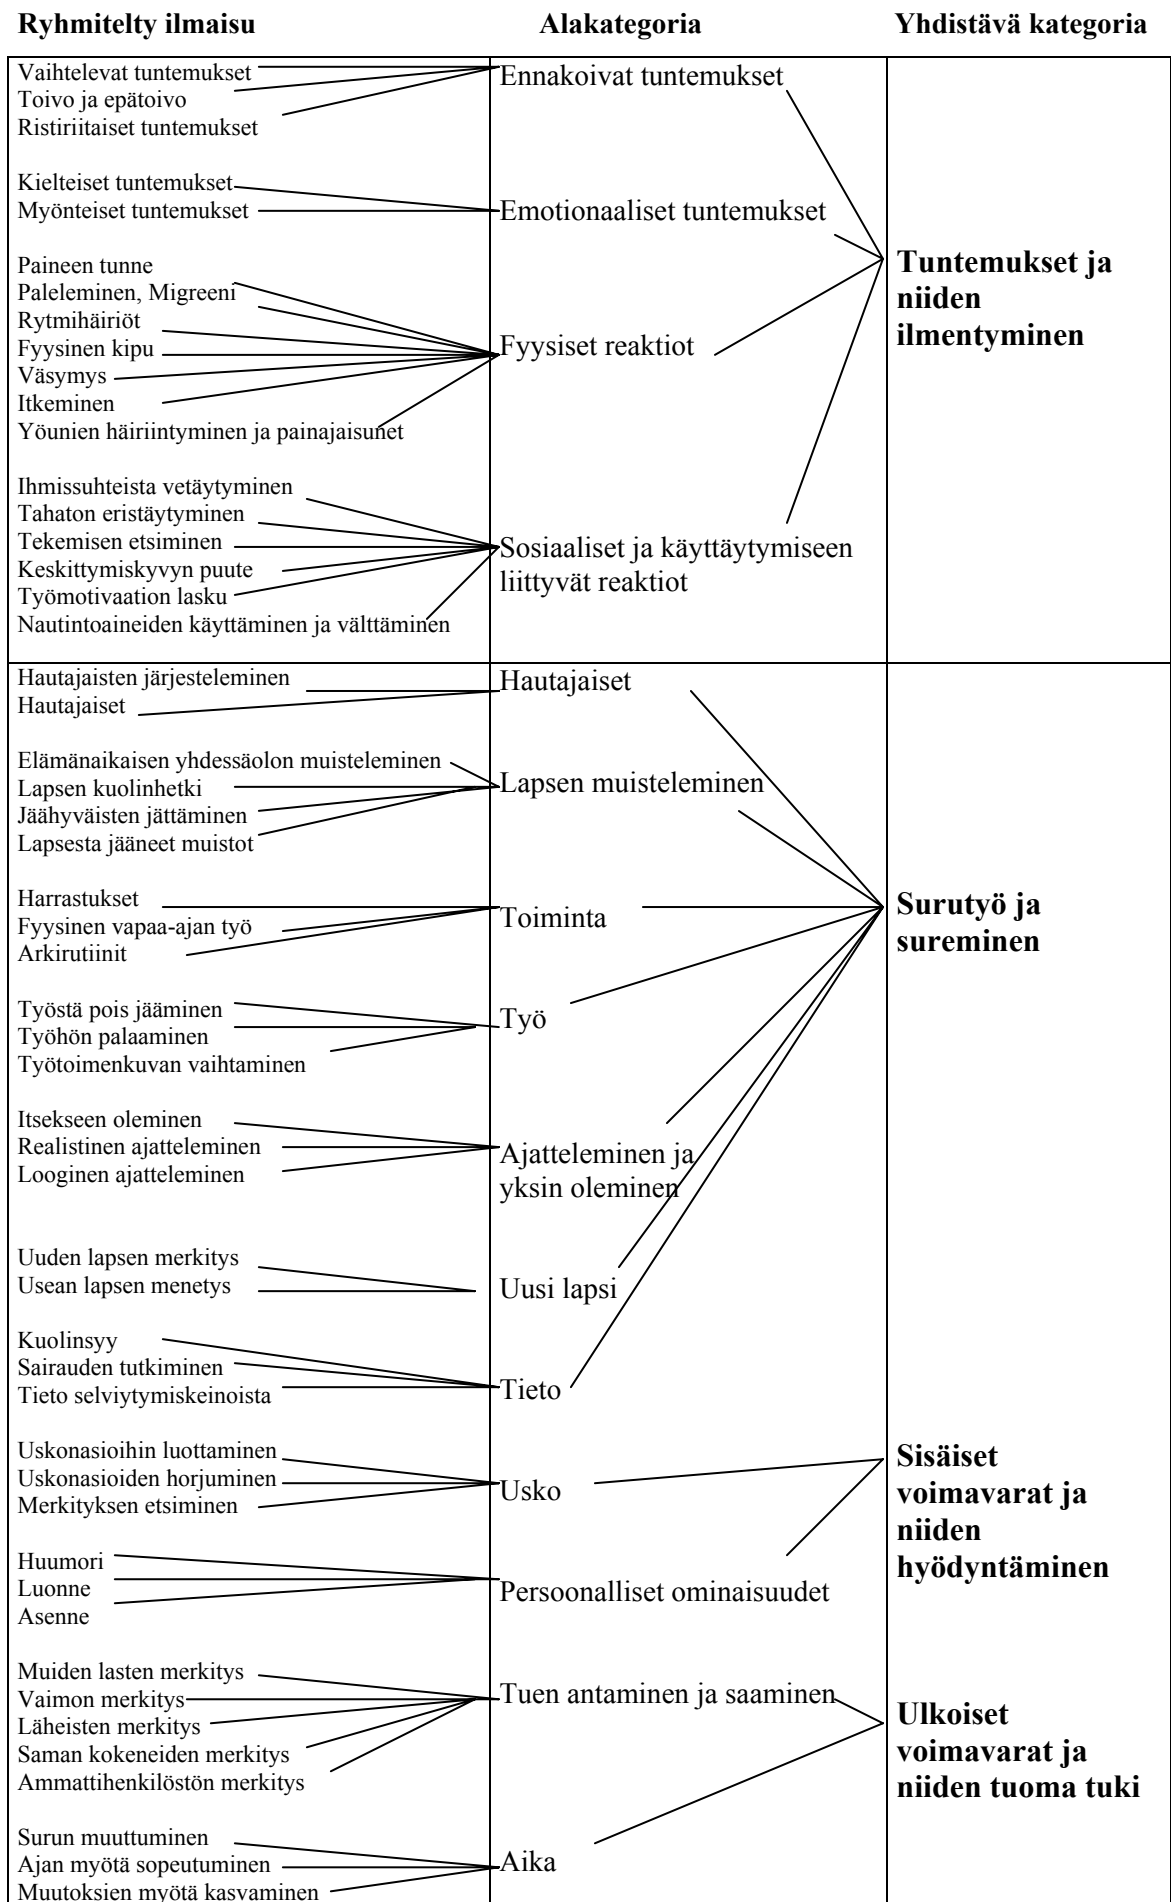 Ryhmitelty ilmaisu
Alakategoria
Yhdistävä kategoria
Vaihtelevat tuntemukset
Toivo ja epätoivo
Ristiriitaiset tuntemukset
Ennakoivat tuntemukset
Kielteiset tuntemukset
Myönteiset tuntemukset
Emotionaaliset tuntemukset
Paineen tunne
Paleleminen, Migreeni
Rytmihäiriöt
Fyysinen kipu
Väsymys
Itkeminen
Yöunien häiriintyminen ja painajaisunet
Fyysiset reaktiot
Ihmissuhteista vetäytyminen
Tahaton eristäytyminen
Tekemisen etsiminen
Keskittymiskyvyn puute
Työmotivaation lasku
Nautintoaineiden käyttäminen ja välttäminen
Sosiaaliset ja käyttäytymiseen
liittyvät reaktiot
Tuntemukset ja
niiden
ilmentyminen
Hautajaisten järjesteleminen
Hautajaiset
Hautajaiset
Elämänaikaisen yhdessäolon muisteleminen
Lapsen kuolinhetki
Jäähyväisten jättäminen
Lapsesta jääneet muistot
Lapsen muisteleminen
Harrastukset
Fyysinen vapaa-ajan työ
Arkirutiinit
Toiminta
Työstä pois jääminen
Työhön palaaminen
Työtoimenkuvan vaihtaminen
Työ
Itsekseen oleminen
Realistinen ajatteleminen
Looginen ajatteleminen
Ajatteleminen ja
yksin oleminen
Uuden lapsen merkitys
Usean lapsen menetys
Uusi lapsi
Kuolinsyy
Sairauden tutkiminen
Tieto selviytymiskeinoista
Tieto
Surutyö ja
sureminen
Uskonasioihin luottaminen
Uskonasioiden horjuminen
Merkityksen etsiminen
Usko
Huumori
Luonne
Asenne
Persoonalliset ominaisuudet
Sisäiset
voimavarat ja
niiden
hyödyntäminen
Muiden lasten merkitys
Vaimon merkitys
Läheisten merkitys
Saman kokeneiden merkitys
Ammattihenkilöstön merkitys
Tuen antaminen ja saaminen
Surun muuttuminen
Ajan myötä sopeutuminen
Muutoksien myötä kasvaminen
Aika
Ulkoiset
voimavarat ja
niiden tuoma tuki